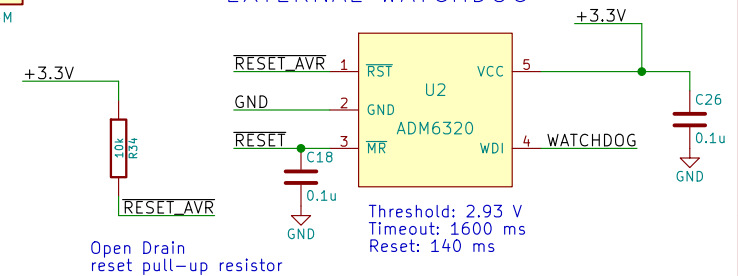 EXTERNAL WATCHDOG
M
+3.3V
+3.3V
RESET_AVR 1 RST U2 VCC 5
GND 2 GND ADM6320
RESET 3 MR WDI 4 WATCHDOG
10k R34
C18
0.1u
GND
C26
0.1u
GND
RESET_AVR
Threshold: 2.93 V
Timeout: 1600 ms
Reset: 140 ms
Open Drain
reset pull-up resistor